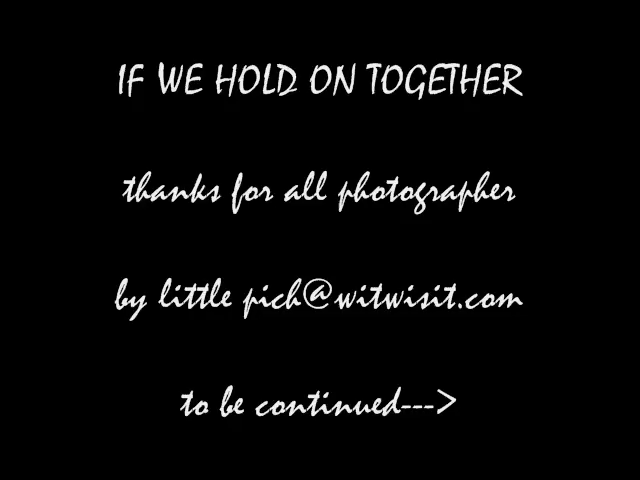 IF WE HOLD ON TOGETHER
thanks for all photographer
by little pich@witwisit.com
to be continued--->